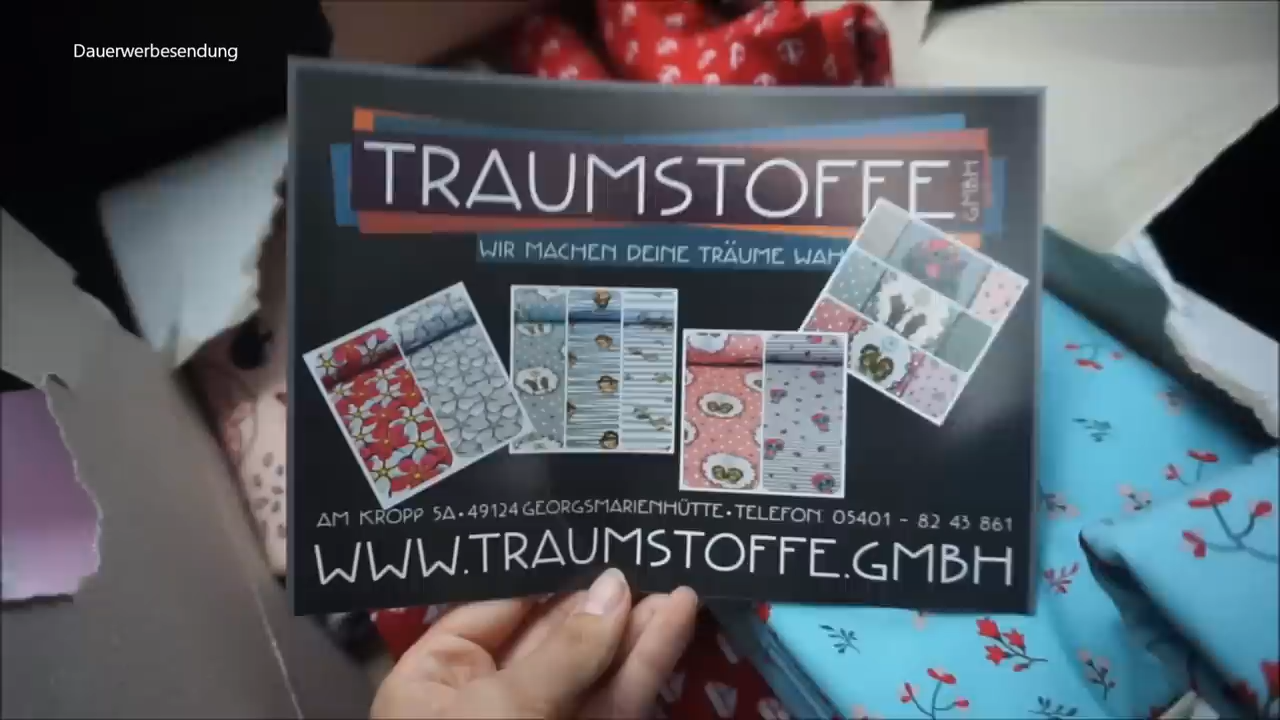 Dauerwerbesendung
TRAUMSTOFFE GMBH
WIR MACHEN DEINE TRÄUME WAH
AM KROPP 5A • 49124 GEORGSMARIENHÜTTE • TELEFON: 05401 - 82 43 861
WWW.TRAUMSTOFFE.GMBH